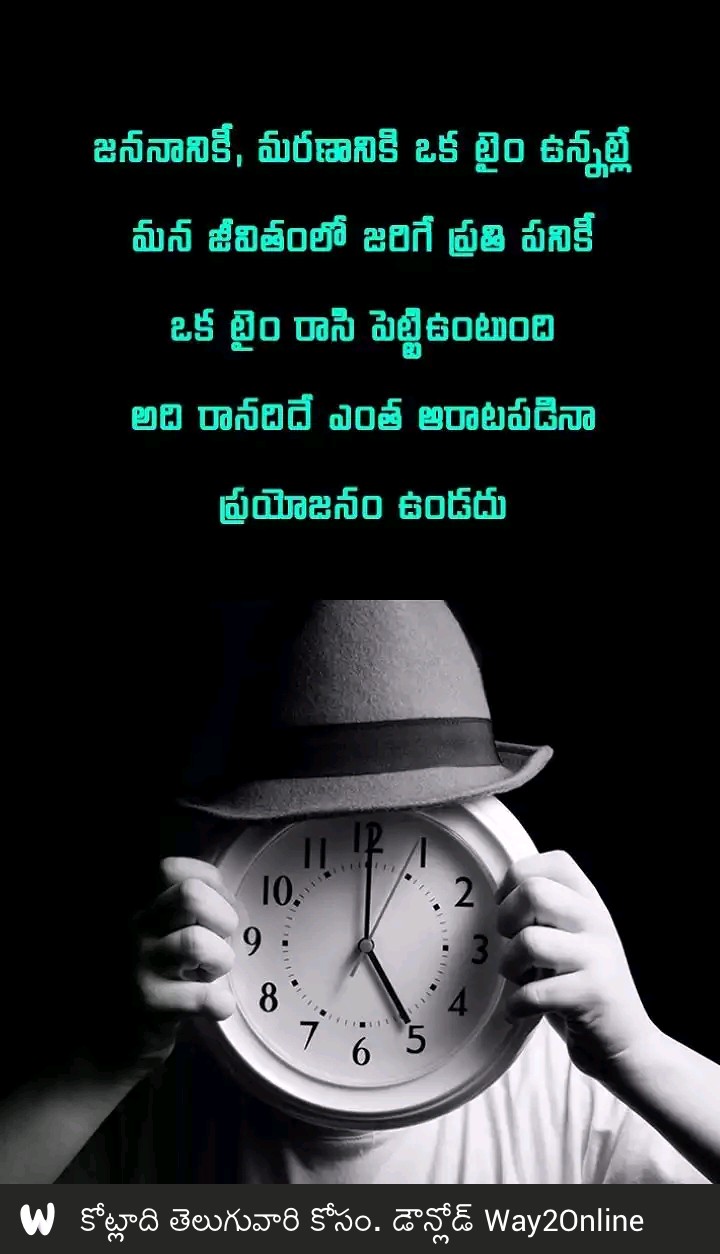 జననానికీ, మరణానికి ఒక టైం ఉన్నట్లే
మన జీవితంలో జరిగే ప్రతి పనికీ
ఒక టైం రాసి పెట్టిఉంటుంది
అది రానదిదే ఎంత ఆరాటపడినా
ప్రయోజనం ఉండదు
11 12 1
10 2
9 3
8 4
7 6 5
W కోట్లాది తెలుగువారి కోసం. డౌన్లోడ్ Way2Online